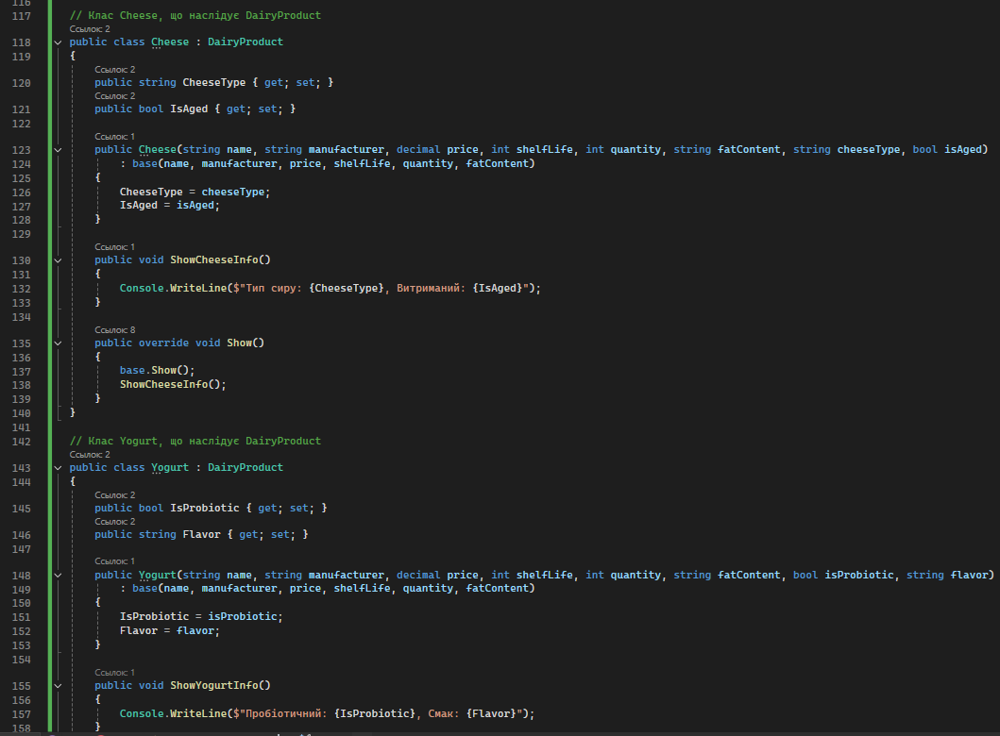 116
117 // Клас Cheese, що наслідує DairyProduct
Ссылок: 2
118 public class Cheese : DairyProduct
119 {
Ссылок: 2
120 public string CheeseType { get; set; }
Ссылок: 2
121 public bool IsAged { get; set; }
122
Ссылок: 1
123 public Cheese(string name, string manufacturer, decimal price, int shelfLife, int quantity, string fatContent, string cheeseType, bool isAged)
124 : base(name, manufacturer, price, shelfLife, quantity, fatContent)
125 {
126 CheeseType = cheeseType;
127 IsAged = isAged;
128 }
129
Ссылок: 1
130 public void ShowCheeseInfo()
131 {
132 Console.WriteLine($"Тип сиру: {CheeseType}, Витриманий: {IsAged}");
133 }
134
Ссылок: 8
135 public override void Show()
136 {
137 base.Show();
138 ShowCheeseInfo();
139 }
140 }
141
142 // Клас Yogurt, що наслідує DairyProduct
Ссылок: 2
143 public class Yogurt : DairyProduct
144 {
Ссылок: 2
145 public bool IsProbiotic { get; set; }
Ссылок: 2
146 public string Flavor { get; set; }
147
Ссылок: 1
148 public Yogurt(string name, string manufacturer, decimal price, int shelfLife, int quantity, string fatContent, bool isProbiotic, string flavor)
149 : base(name, manufacturer, price, shelfLife, quantity, fatContent)
150 {
151 IsProbiotic = isProbiotic;
152 Flavor = flavor;
153 }
154
Ссылок: 1
155 public void ShowYogurtInfo()
156 {
157 Console.WriteLine($"Пробіотичний: {IsProbiotic}, Смак: {Flavor}");
158 }